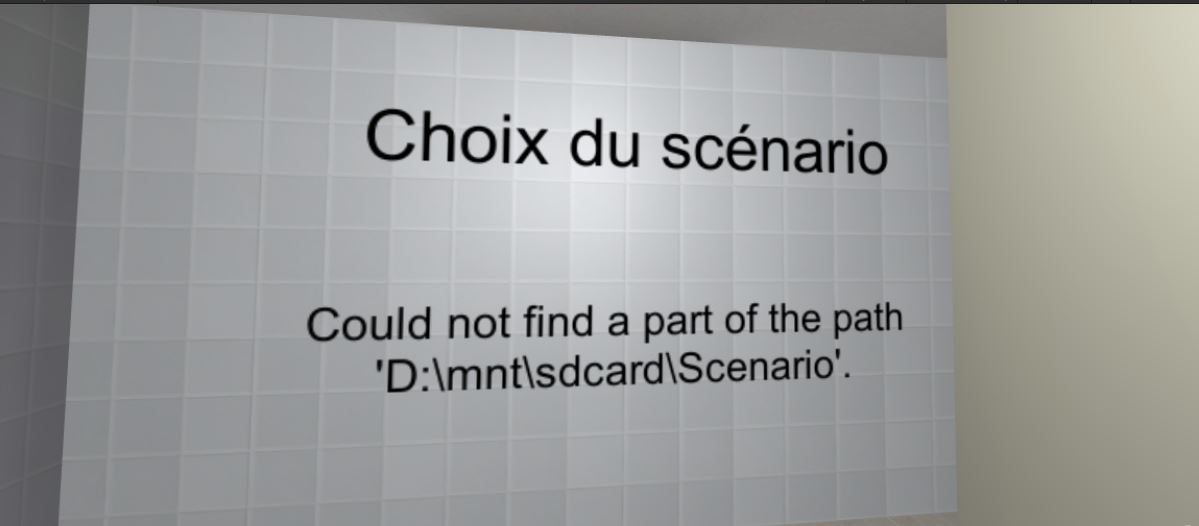 Choix du scénario
Could not find a part of the path
'D:\mnt\sdcard\Scenario'.